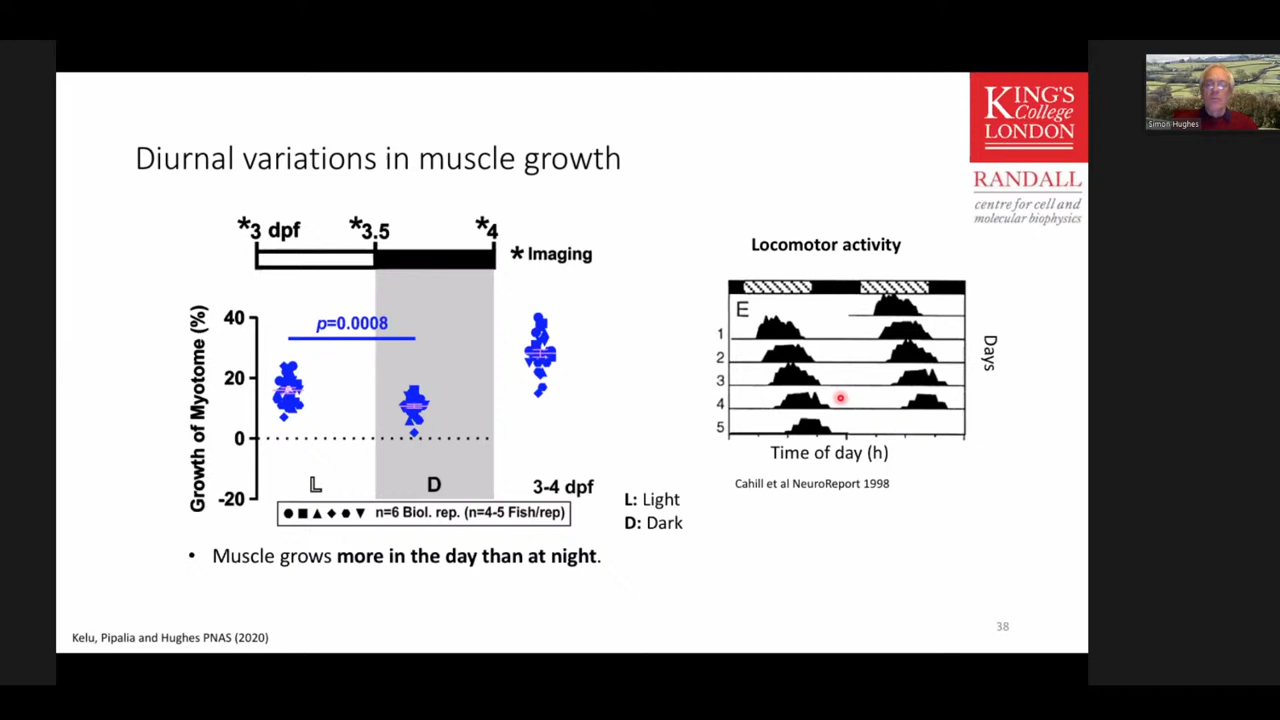 KING'S
College
LONDON
RANDALL
centre for cell and
molecular biophysics
Simon Hughes
Diurnal variations in muscle growth
*3 dpf *3.5 *4
* Imaging
Growth of Myotome (%)
40
20
0
-20
p=0.0008
L D 3-4 dpf
n=6 Biol. rep. (n=4-5 Fish/rep)
L: Light
D: Dark
Locomotor activity
E
1
2
3
4
5
Days
Time of day (h)
Cahill et al NeuroReport 1998
• Muscle grows more in the day than at night.
Kelu, Pipalia and Hughes PNAS (2020)
38